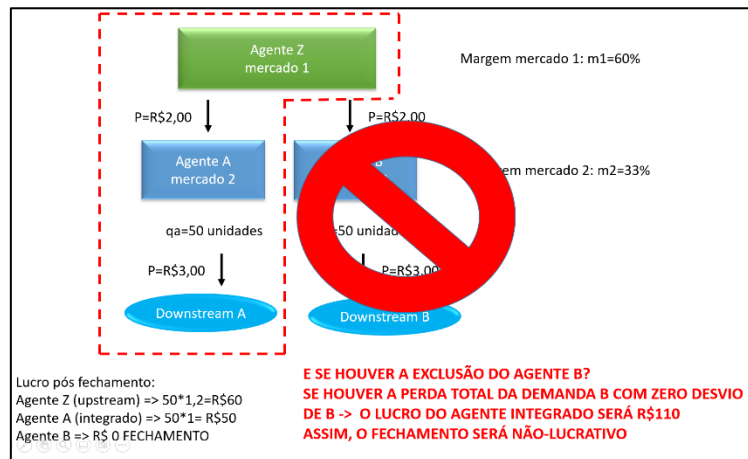 Agente Z
mercado 1
Margem mercado 1: m1=60%
P=R$2,00
P=R$2,00
Agente A
mercado 2
B
em mercado 2: m2=33%
qa=50 unidades
=50 unidad
P=R$3,00
P=R$3,00
Downstream A
Downstream B
Lucro pós fechamento:
Agente Z (upstream) => 50*1,2=R$60
Agente A (integrado) => 50*1= R$50
Agente B => R$ 0 FECHAMENTO
E SE HOUVER A EXCLUSÃO DO AGENTE B?
SE HOUVER A PERDA TOTAL DA DEMANDA B COM ZERO DESVIO
DE B -> O LUCRO DO AGENTE INTEGRADO SERÁ R$110
ASSIM, O FECHAMENTO SERÁ NÃO-LUCRATIVO